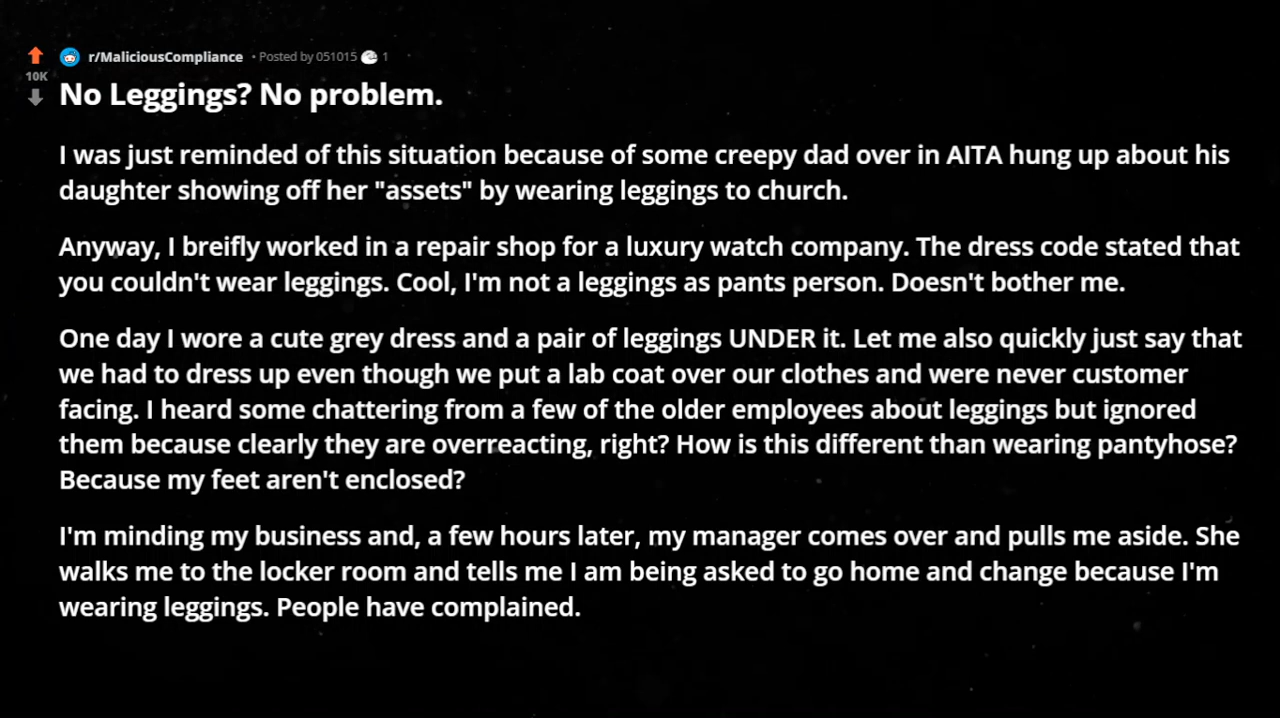 r/MaliciousCompliance • Posted by 051015 1
10K
No Leggings? No problem.
I was just reminded of this situation because of some creepy dad over in AITA hung up about his
daughter showing off her "assets" by wearing leggings to church.
Anyway, I breifly worked in a repair shop for a luxury watch company. The dress code stated that
you couldn't wear leggings. Cool, I'm not a leggings as pants person. Doesn't bother me.
One day I wore a cute grey dress and a pair of leggings UNDER it. Let me also quickly just say that
we had to dress up even though we put a lab coat over our clothes and were never customer
facing. I heard some chattering from a few of the older employees about leggings but ignored
them because clearly they are overreacting, right? How is this different than wearing pantyhose?
Because my feet aren't enclosed?
I'm minding my business and, a few hours later, my manager comes over and pulls me aside. She
walks me to the locker room and tells me I am being asked to go home and change because I'm
wearing leggings. People have complained.